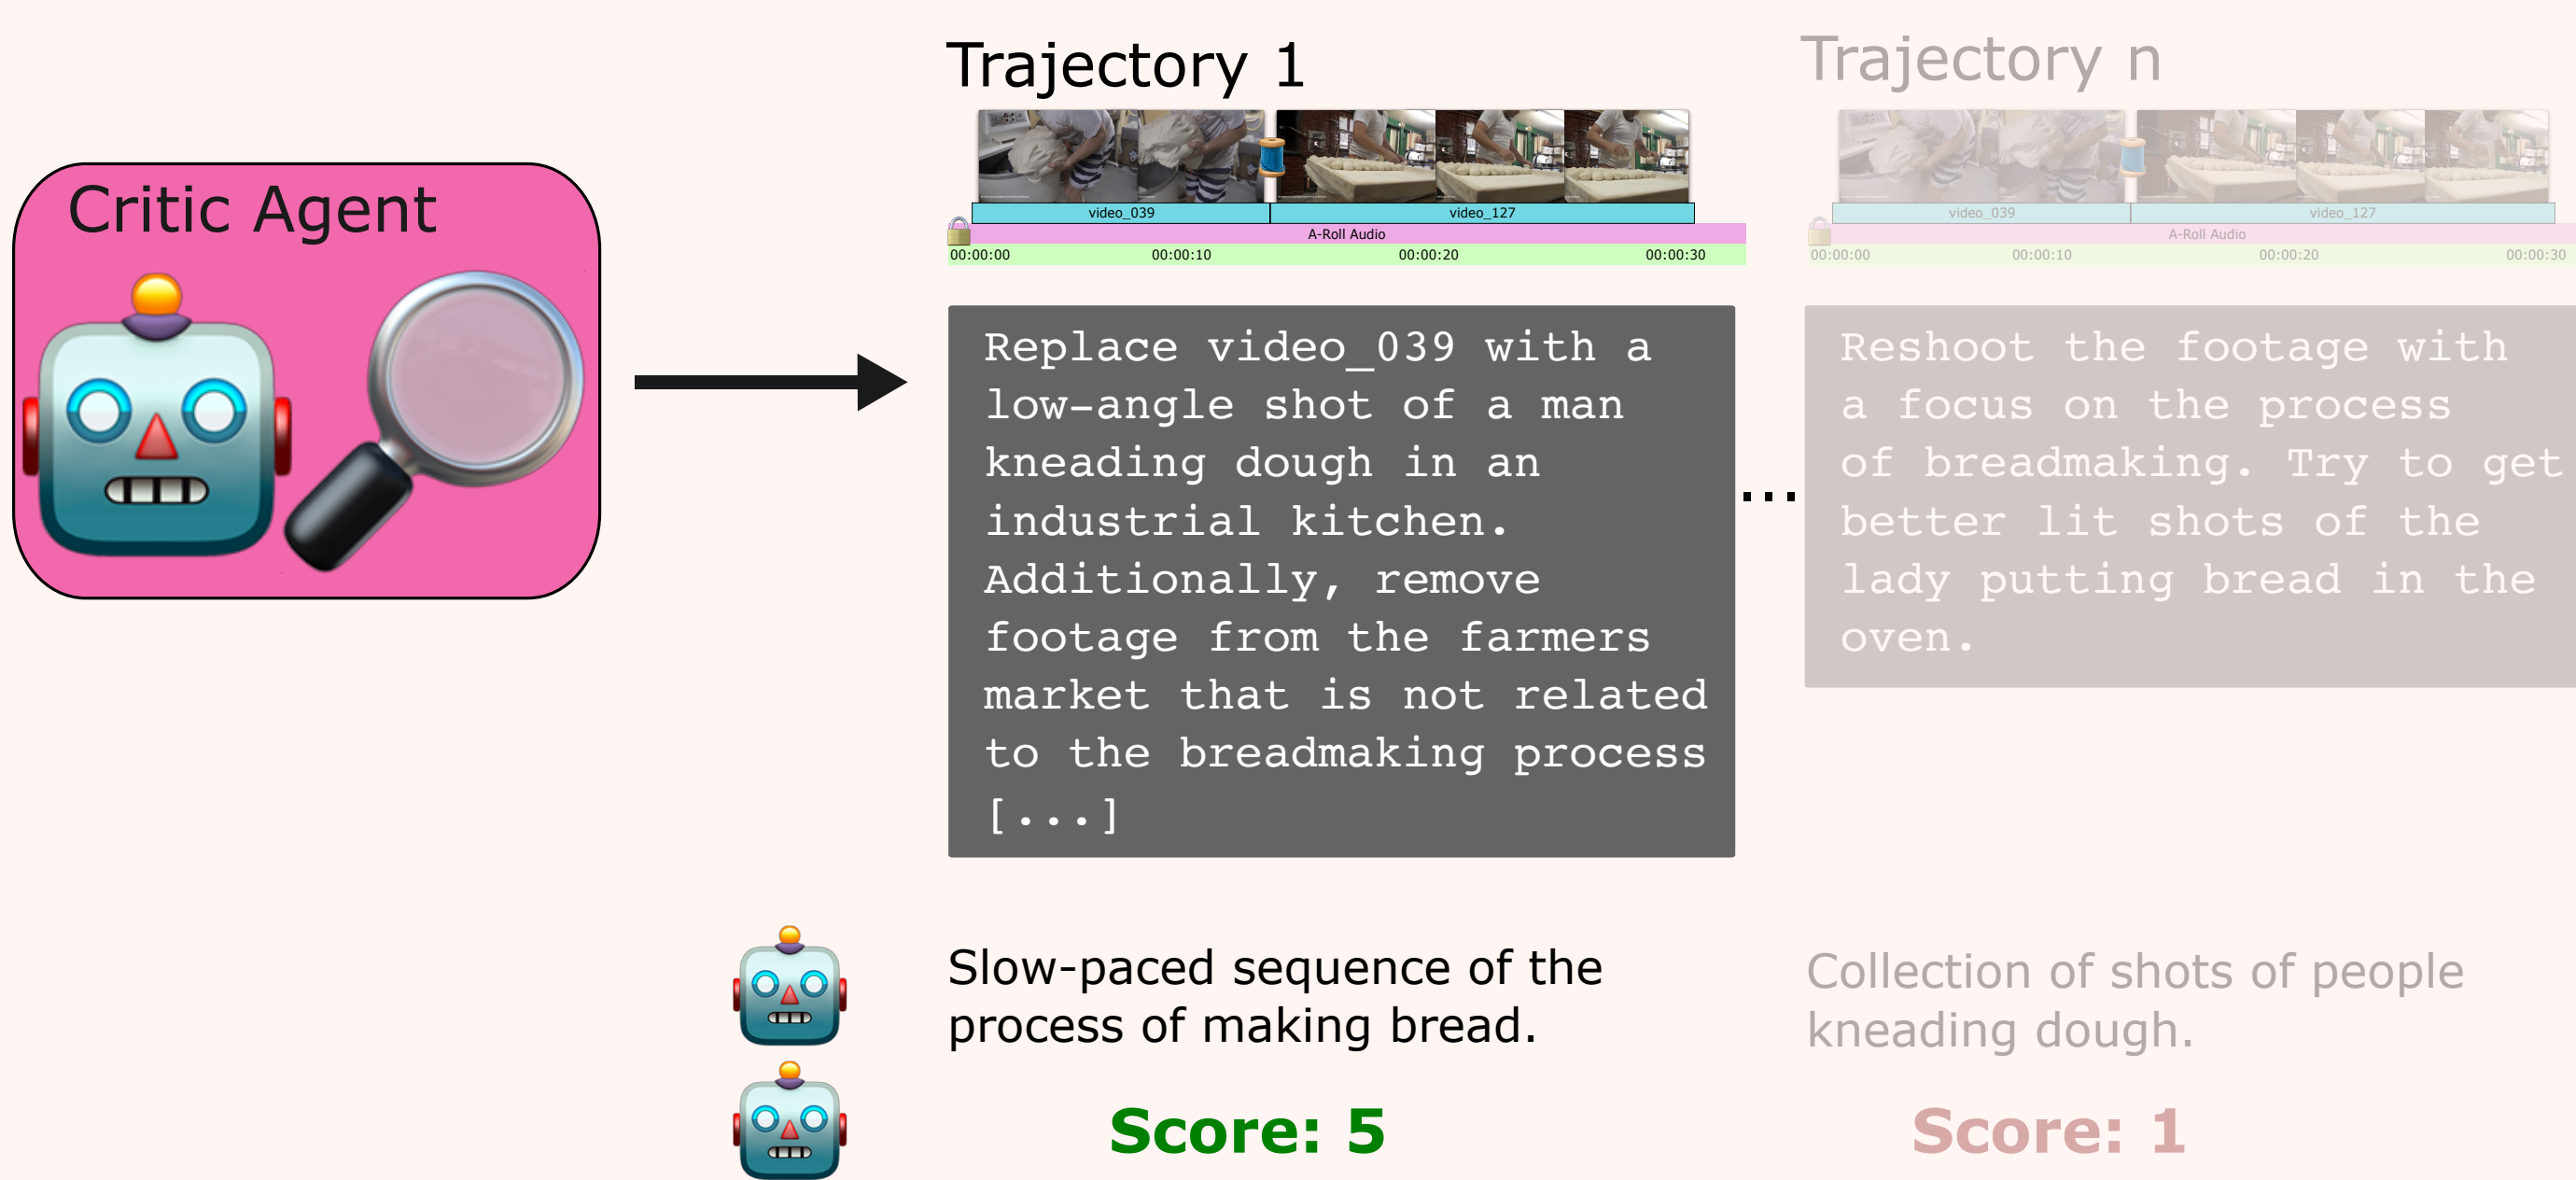 Critic Agent
Trajectory 1
video_039
video_127
A-Roll Audio
00:00:00
00:00:10
00:00:20
00:00:30
Replace video_039 with a
low-angle shot of a man
kneading dough in an
industrial kitchen.
Additionally, remove
footage from the farmers
market that is not related
to the breadmaking process
[...]
...
Slow-paced sequence of the
process of making bread.
Score: 5
Trajectory n
video_039
video_127
A-Roll Audio
00:00:00
00:00:10
00:00:20
00:00:30
Reshoot the footage with
a focus on the process
of breadmaking. Try to get
better lit shots of the
lady putting bread in the
oven.
Collection of shots of people
kneading dough.
Score: 1